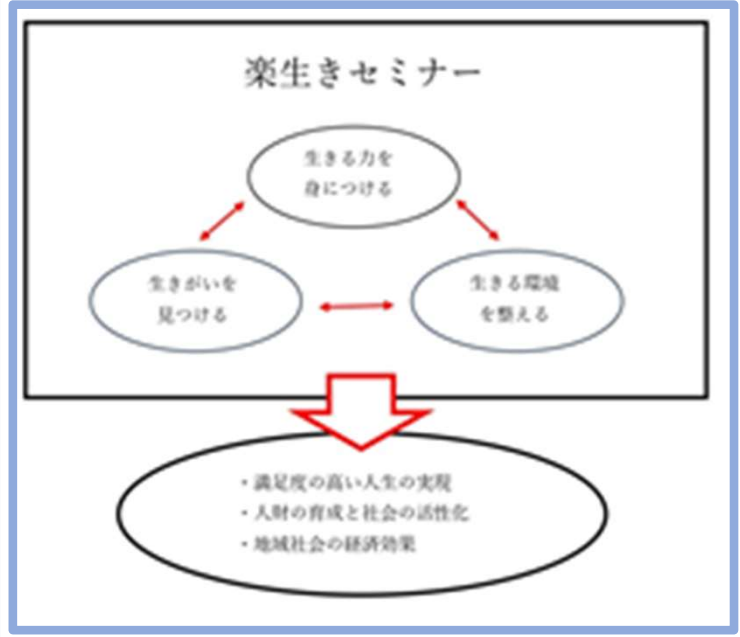 楽生きセミナー
生きる力を
身につける
生きがいを
見つける
生きる環境
を整える
・満足度の高い人生の実現
・人財の育成と社会の活性化
・地域社会の経済効果